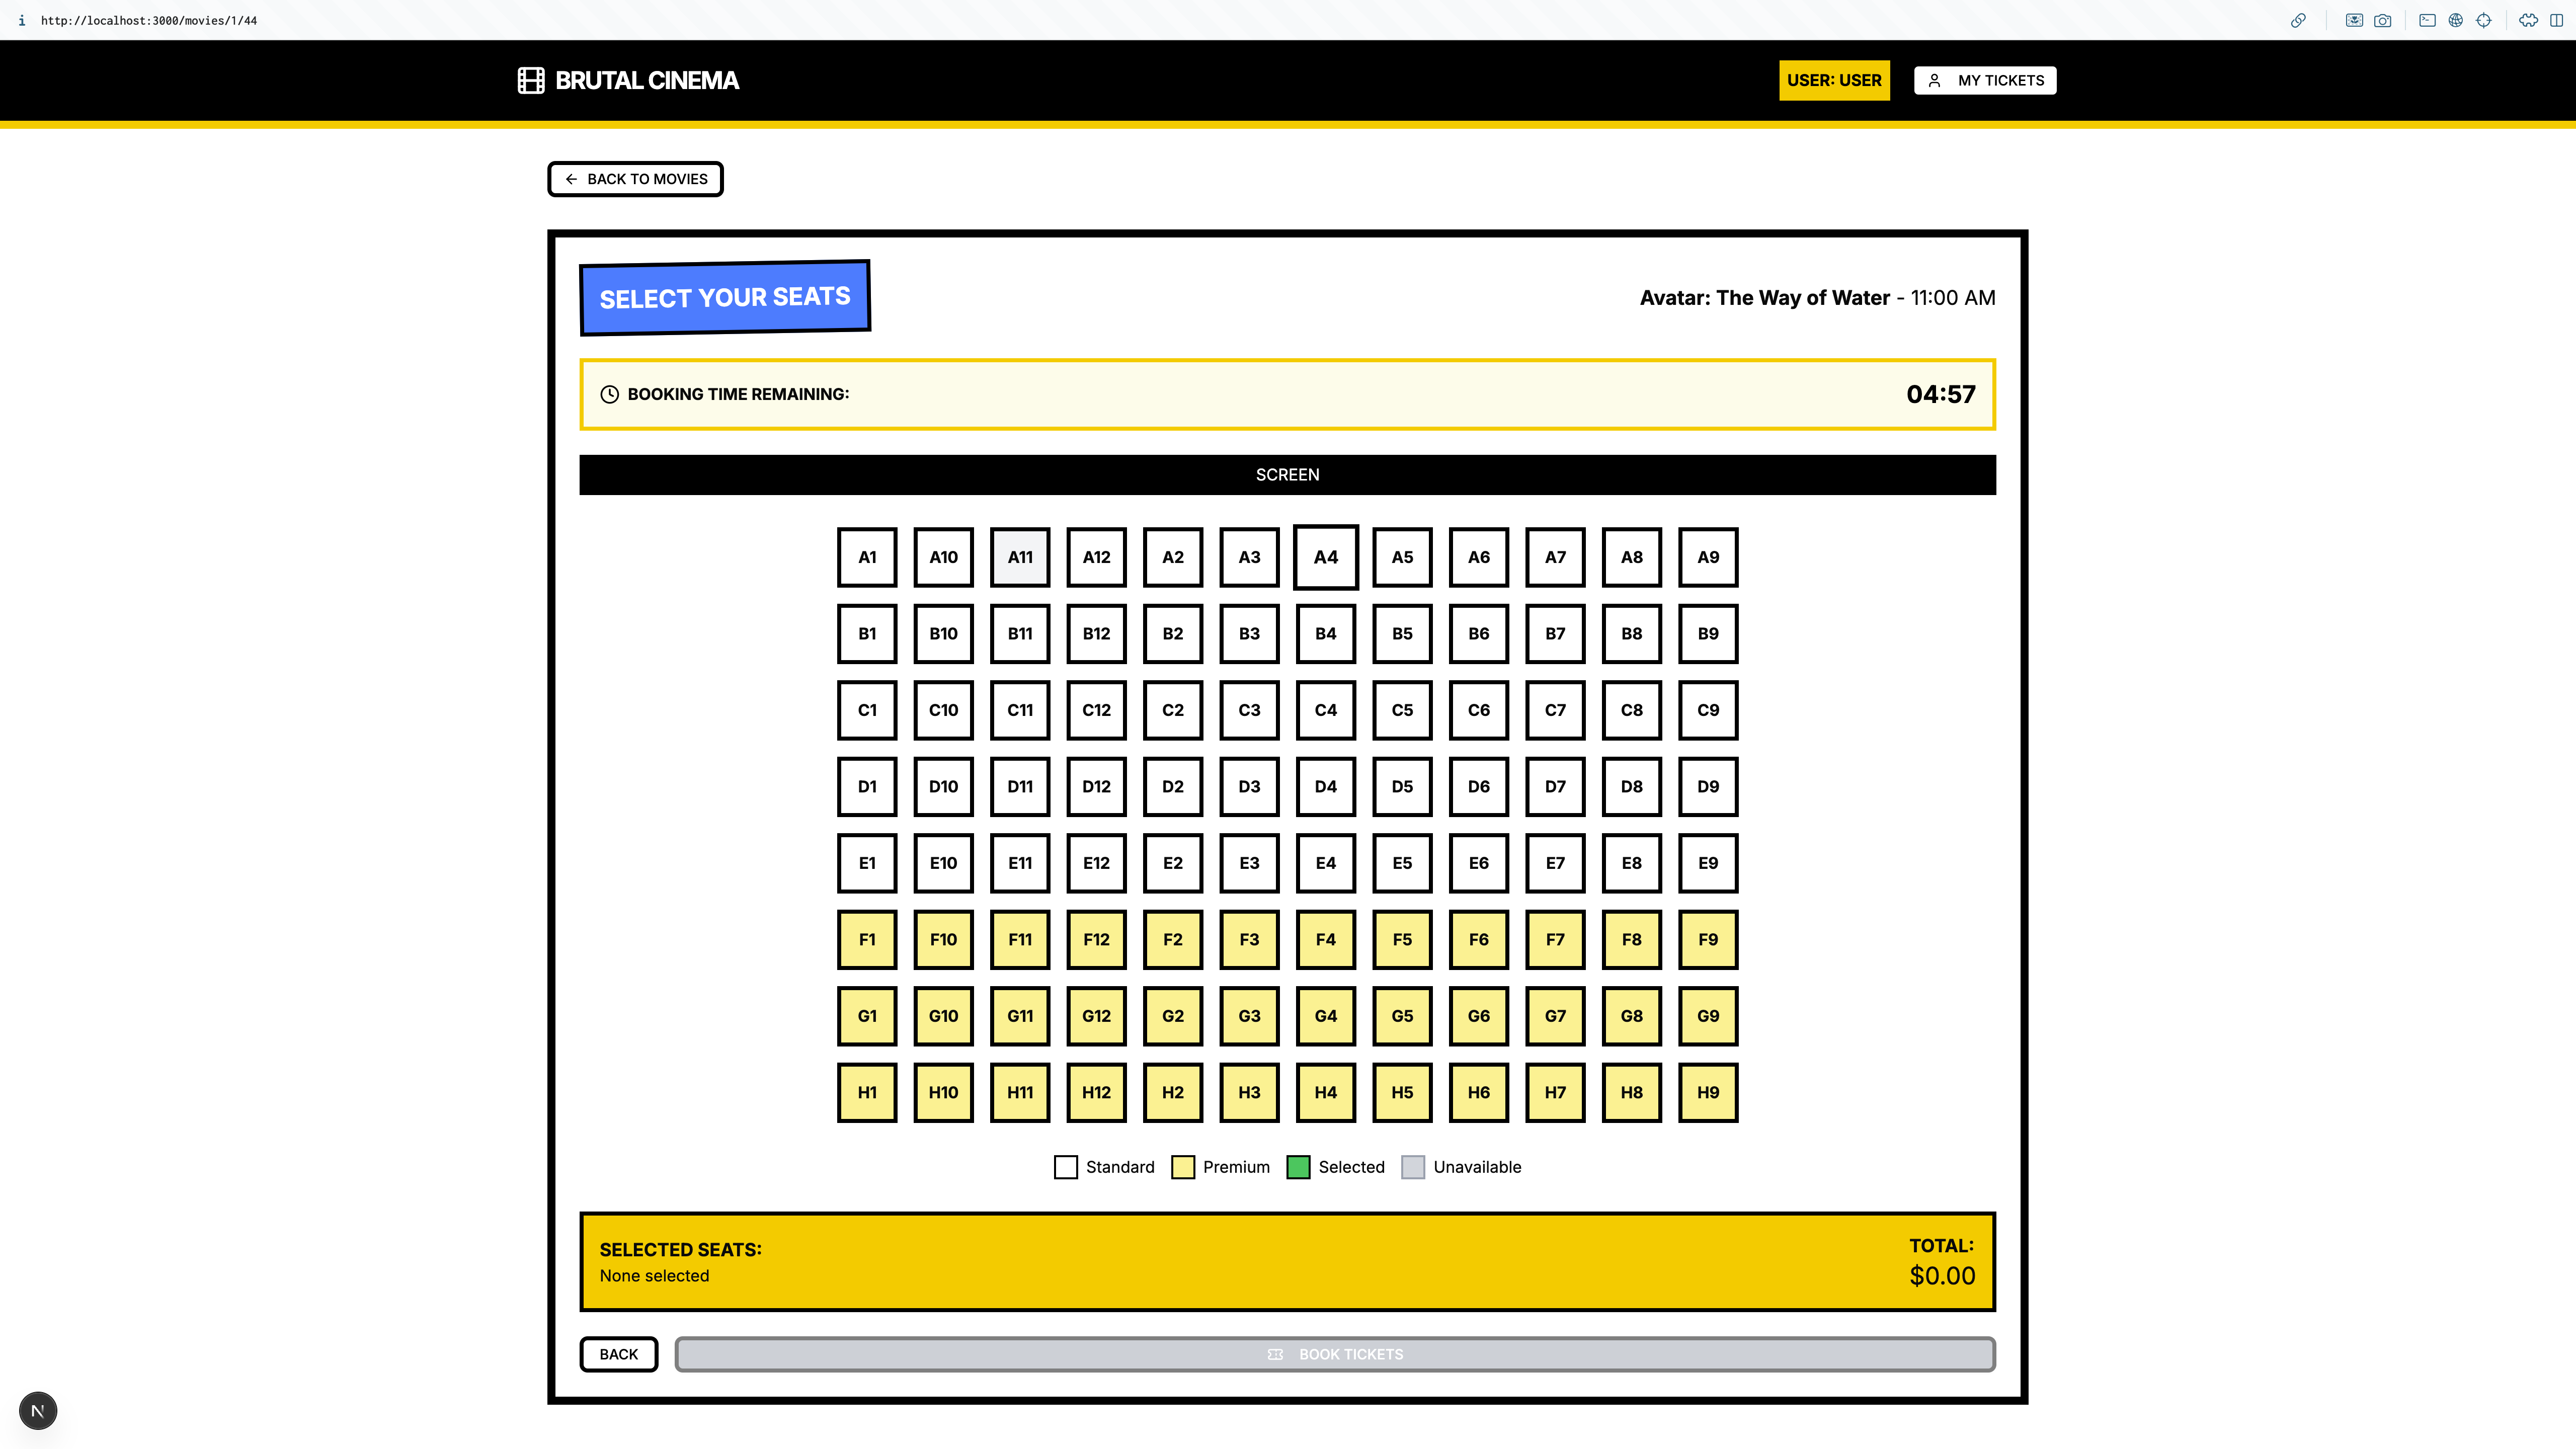 i http://localhost:3000/movies/1/44
BRUTAL CINEMA
USER: USER
MY TICKETS
BACK TO MOVIES
SELECT YOUR SEATS
Avatar: The Way of Water - 11:00 AM
BOOKING TIME REMAINING:
04:57
SCREEN
A1 A10 A11 A12 A2 A3 A4 A5 A6 A7 A8 A9
B1 B10 B11 B12 B2 B3 B4 B5 B6 B7 B8 B9
C1 C10 C11 C12 C2 C3 C4 C5 C6 C7 C8 C9
D1 D10 D11 D12 D2 D3 D4 D5 D6 D7 D8 D9
E1 E10 E11 E12 E2 E3 E4 E5 E6 E7 E8 E9
F1 F10 F11 F12 F2 F3 F4 F5 F6 F7 F8 F9
G1 G10 G11 G12 G2 G3 G4 G5 G6 G7 G8 G9
H1 H10 H11 H12 H2 H3 H4 H5 H6 H7 H8 H9
Standard Premium Selected Unavailable
SELECTED SEATS:
None selected
TOTAL:
$0.00
BACK
BOOK TICKETS
N